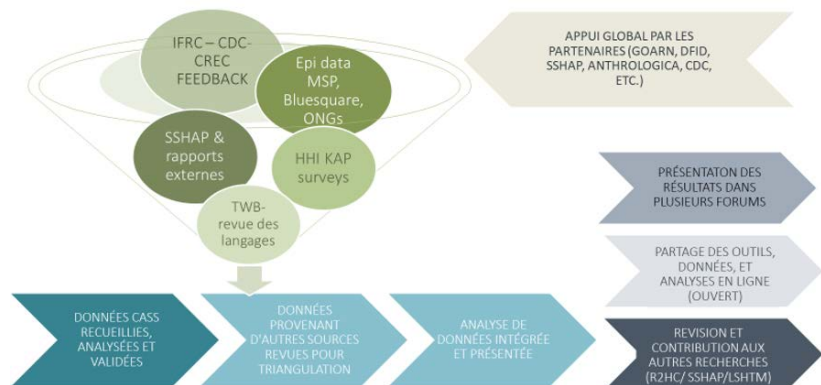 IFRC – CDC-
CREC
FEEDBACK
Epi data
MSP,
Bluesquare,
ONGs
SSHAP &
rapports
externes
HHI KAP
surveys
TWB-
revue des
langages
APPUI GLOBAL PAR LES
PARTENAIRES (GOARN, DFID,
SSHAP, ANTHROLOGICA, CDC,
ETC.)
DONNÉES CASS
RECUEILLIES,
ANALYSÉES ET
VALIDÉES
DONNÉES
PROVENANT
D'AUTRES SOURCES
REVUES POUR
TRIANGULATION
ANALYSE DE
DONNÉES INTÉGRÉE
ET PRÉSENTÉE
PRÉSENTATON DES
RÉSULTATS DANS
PLUSIEURS FORUMS
PARTAGE DES OUTILS,
DONNÉES, ET
ANALYSES EN LIGNE
(OUVERT)
REVISION ET
CONTRIBUTION AUX
AUTRES RECHERCHES
(R2HC/ SSHAP/LSHTM)